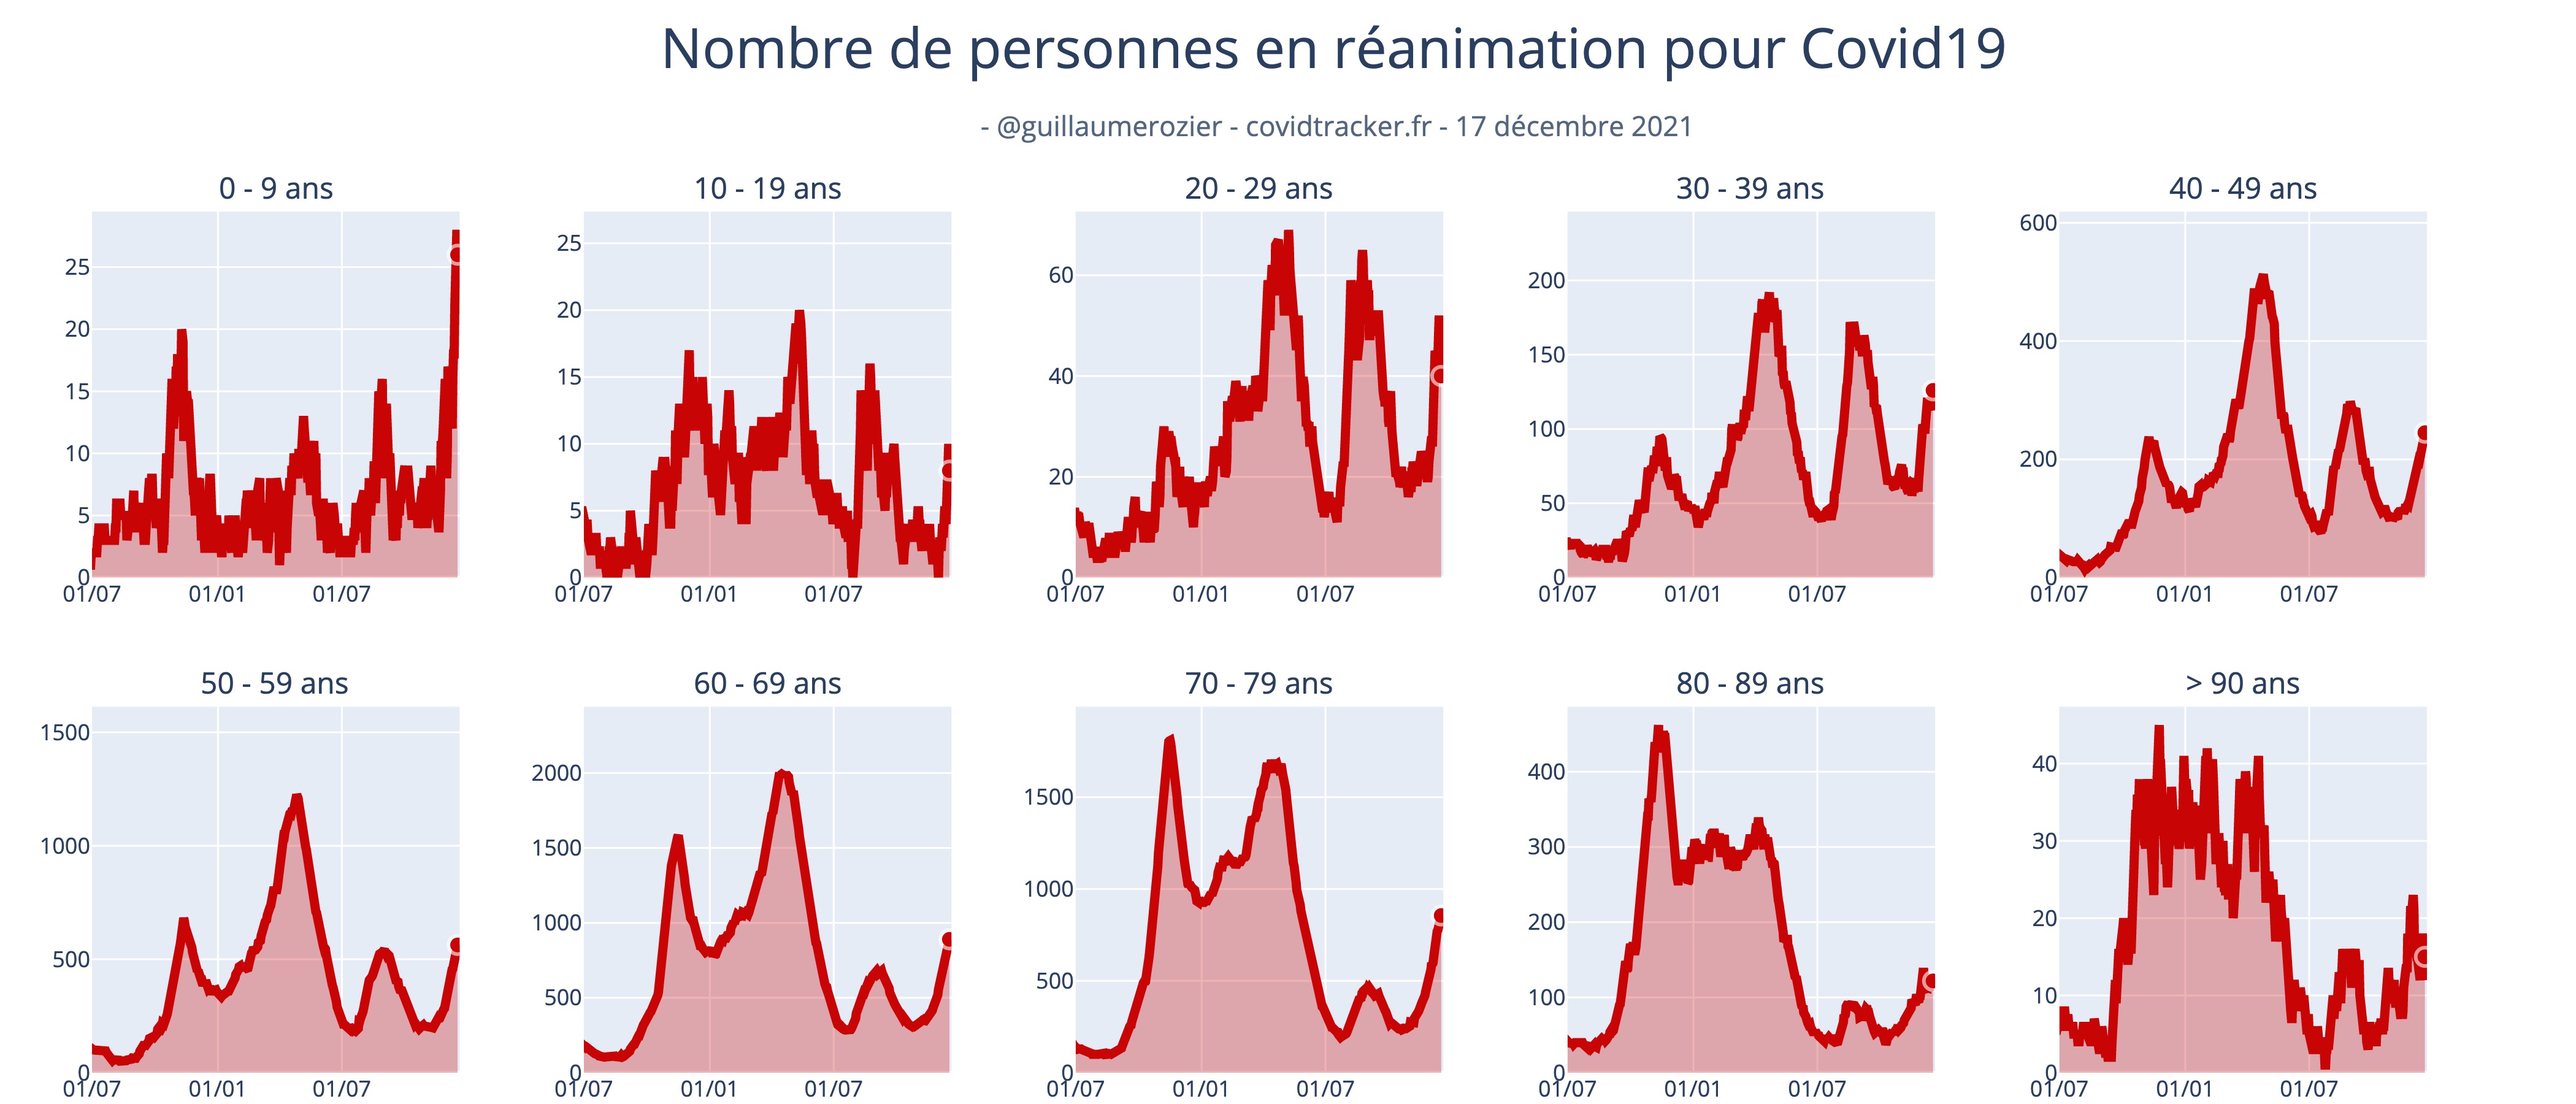 Nombre de personnes en réanimation pour Covid19
- @guillaumerozier - covidtracker.fr - 17 décembre 2021
0 - 9 ans
25
20
15
10
5
0
01/07 01/01 01/07
10 - 19 ans
25
20
15
10
5
0
01/07 01/01 01/07
20 - 29 ans
60
40
20
0
01/07 01/01 01/07
30 - 39 ans
200
150
100
50
0
01/07 01/01 01/07
40 - 49 ans
600
400
200
0
01/07 01/01 01/07
50 - 59 ans
1500
1000
500
0
01/07 01/01 01/07
60 - 69 ans
2000
1500
1000
500
0
01/07 01/01 01/07
70 - 79 ans
1500
1000
500
0
01/07 01/01 01/07
80 - 89 ans
400
300
200
100
0
01/07 01/01 01/07
> 90 ans
40
30
20
10
0
01/07 01/01 01/07